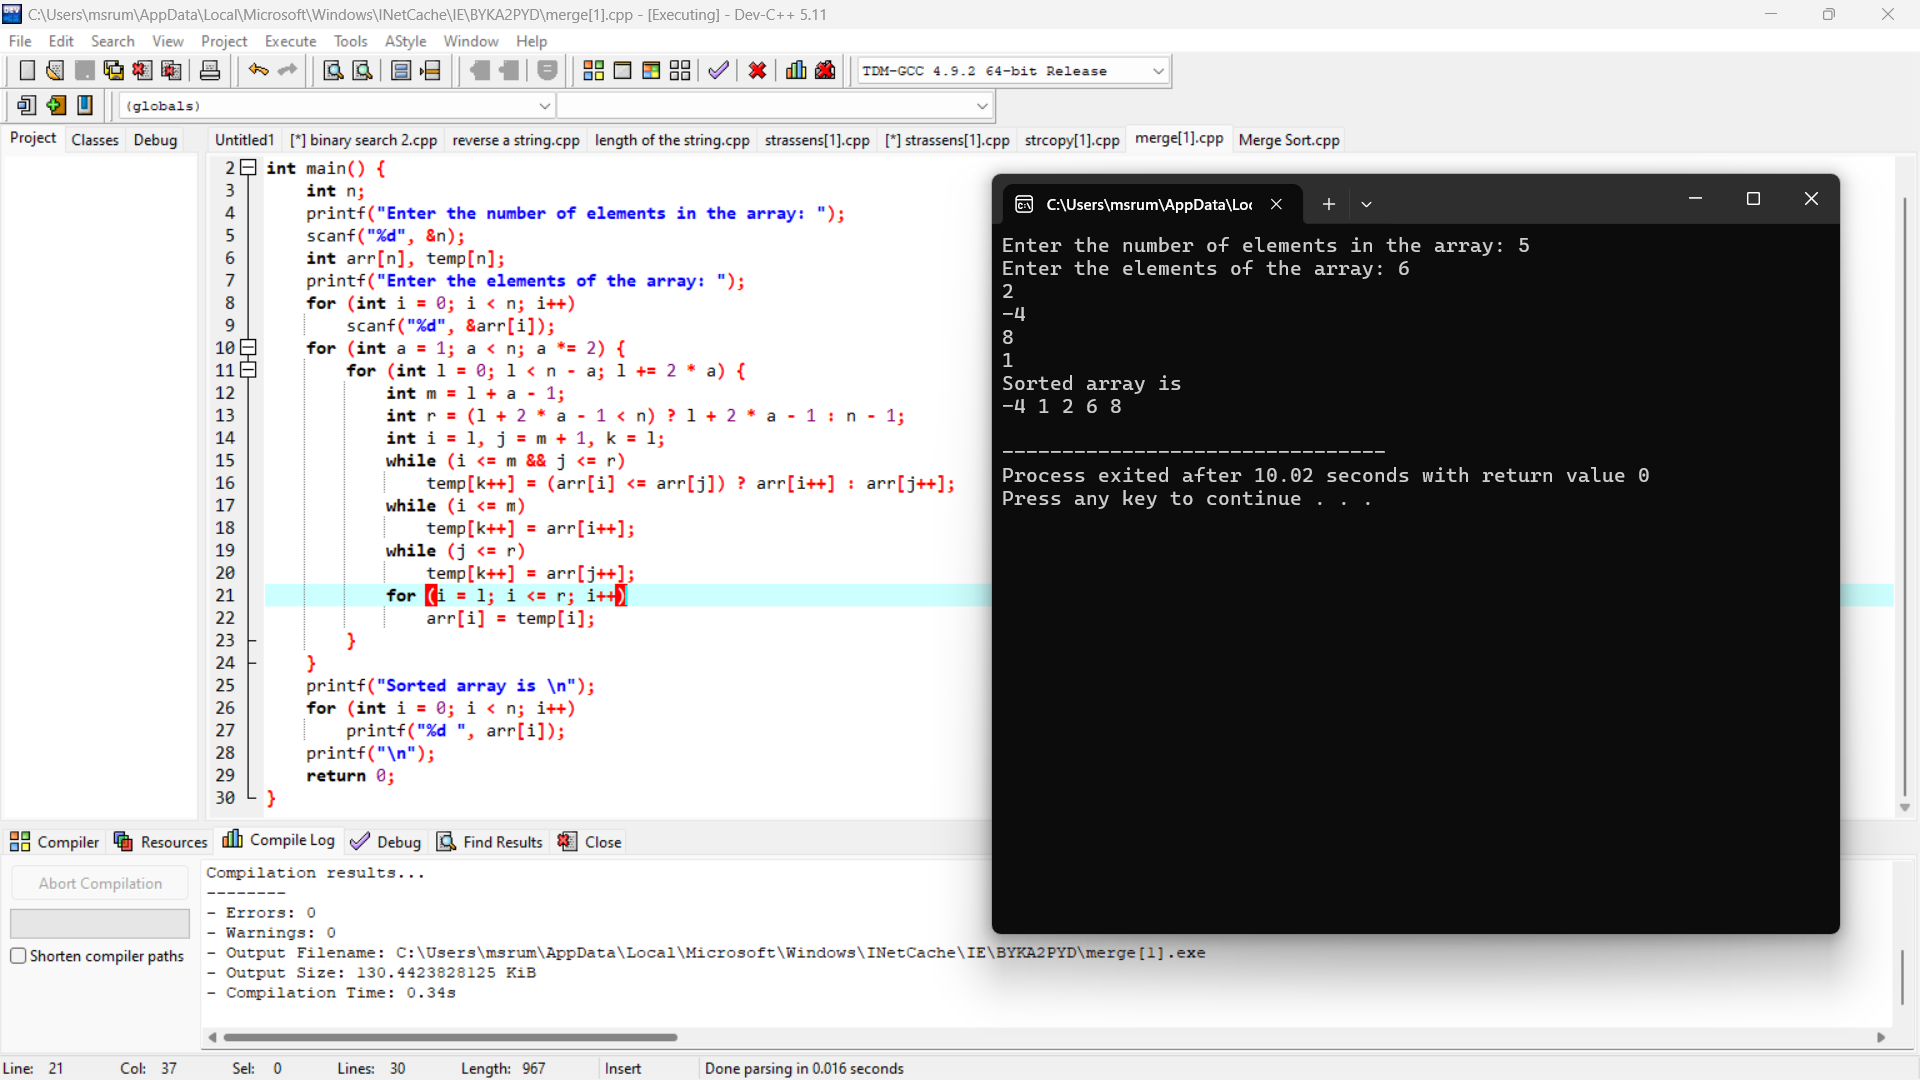 C:\Users\msrum\AppData\Local\Microsoft\Windows\INetCache\IE\BYKA2PYD\merge[1].cpp - [Executing] - Dev-C++ 5.11
File Edit Search View Project Execute Tools AStyle Window Help
TDM-GCC 4.9.2 64-bit Release
(globals)
Project Classes Debug
Untitled1 [*] binary search 2.cpp reverse a string.cpp length of the string.cpp strassens[1].cpp [*] strassens[1].cpp strcopy[1].cpp merge[1].cpp Merge Sort.cpp
2 int main() {
3 int n;
4 printf("Enter the number of elements in the array: ");
5 scanf("%d", &n);
6 int arr[n], temp[n];
7 printf("Enter the elements of the array: ");
8 for (int i = 0; i < n; i++)
9 scanf("%d", &arr[i]);
10 for (int a = 1; a < n; a *= 2) {
11 for (int l = 0; l < n - a; l += 2 * a) {
12 int m = l + a - 1;
13 int r = (l + 2 * a - 1 < n) ? l + 2 * a - 1 : n - 1;
14 int i = l, j = m + 1, k = l;
15 while (i <= m && j <= r)
16 temp[k++] = (arr[i] <= arr[j]) ? arr[i++] : arr[j++];
17 while (i <= m)
18 temp[k++] = arr[i++];
19 while (j <= r)
20 temp[k++] = arr[j++];
21 for (i = l; i <= r; i++)
22 arr[i] = temp[i];
23 }
24 }
25 printf("Sorted array is \n");
26 for (int i = 0; i < n; i++)
27 printf("%d ", arr[i]);
28 printf("\n");
29 return 0;
30 }
C:\Users\msrum\AppData\Loc
Enter the number of elements in the array: 5
Enter the elements of the array: 6
2
-4
8
1
Sorted array is
-4 1 2 6 8
--------------------------------
Process exited after 10.02 seconds with return value 0
Press any key to continue . . .
Compiler Resources Compile Log Debug Find Results Close
Abort Compilation
Shorten compiler paths
Compilation results...
--------
- Errors: 0
- Warnings: 0
- Output Filename: C:\Users\msrum\AppData\Local\Microsoft\Windows\INetCache\IE\BYKA2PYD\merge[1].exe
- Output Size: 130.4423828125 KiB
- Compilation Time: 0.34s
Line: 21 Col: 37 Sel: 0 Lines: 30 Length: 967 Insert Done parsing in 0.016 seconds